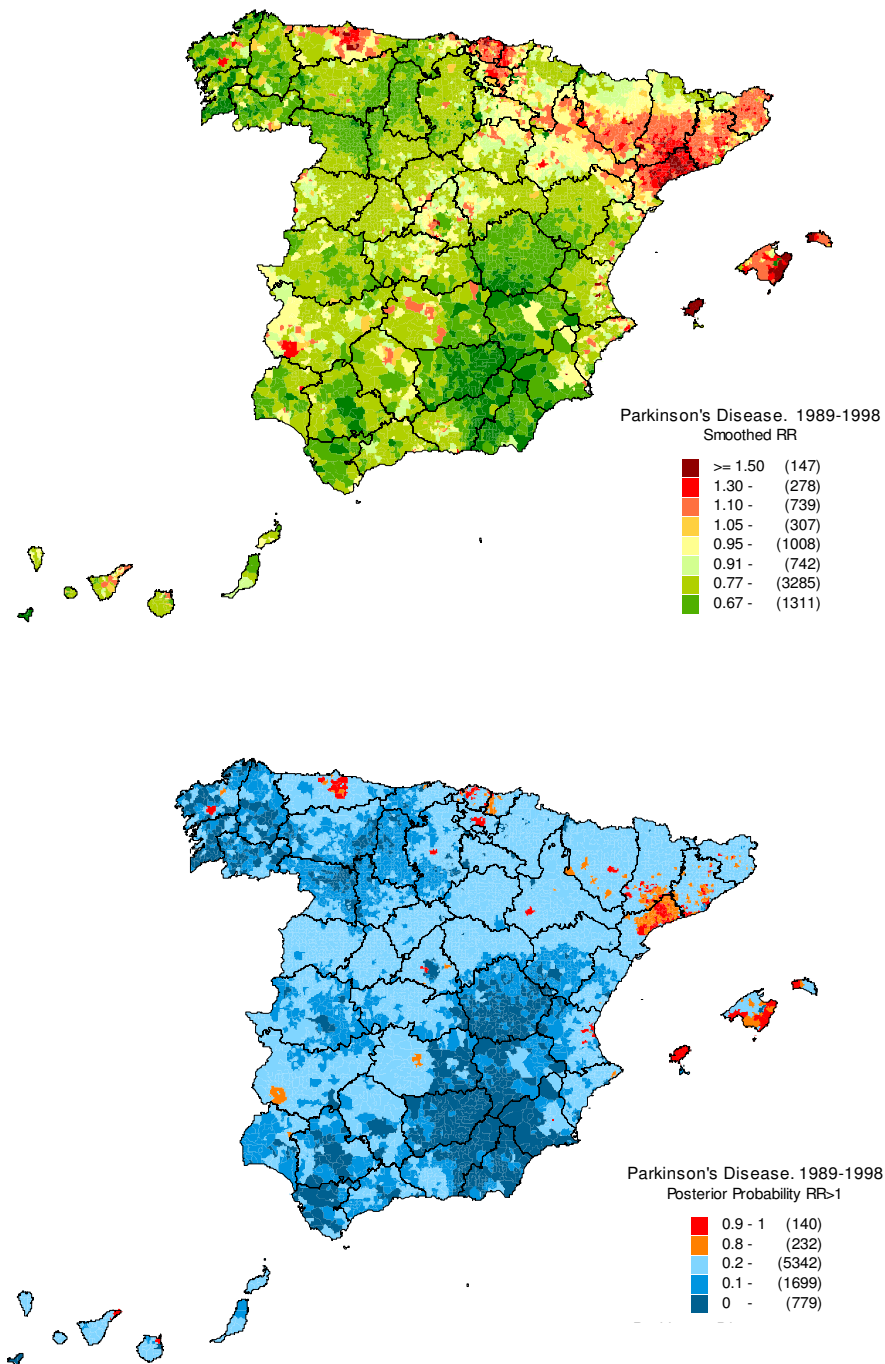 Parkinson's Disease. 1989-1998
Smoothed RR
>= 1.50 (147)
1.30 - (278)
1.10 - (739)
1.05 - (307)
0.95 - (1008)
0.91 - (742)
0.77 - (3285)
0.67 - (1311)
Parkinson's Disease. 1989-1998
Posterior Probability RR>1
0.9 - 1 (140)
0.8 - (232)
0.2 - (5342)
0.1 - (1699)
0 - (779)